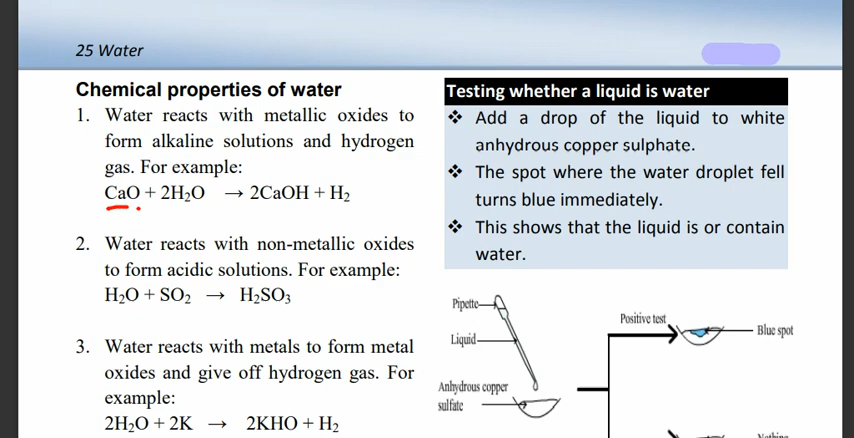 25 Water
Chemical properties of water
1. Water reacts with metallic oxides to
form alkaline solutions and hydrogen
gas. For example:
CaO + 2H₂O → 2CaOH + H₂
2. Water reacts with non-metallic oxides
to form acidic solutions. For example:
H₂O + SO₂ → H₂SO₃
3. Water reacts with metals to form metal
oxides and give off hydrogen gas. For
example:
2H₂O + 2K → 2KHO + H₂
Testing whether a liquid is water
❖ Add a drop of the liquid to white
anhydrous copper sulphate.
❖ The spot where the water droplet fell
turns blue immediately.
❖ This shows that the liquid is or contain
water.
Pipette
Liquid
Anhydrous copper
sulfate
Positive test
Blue spot
Nothing